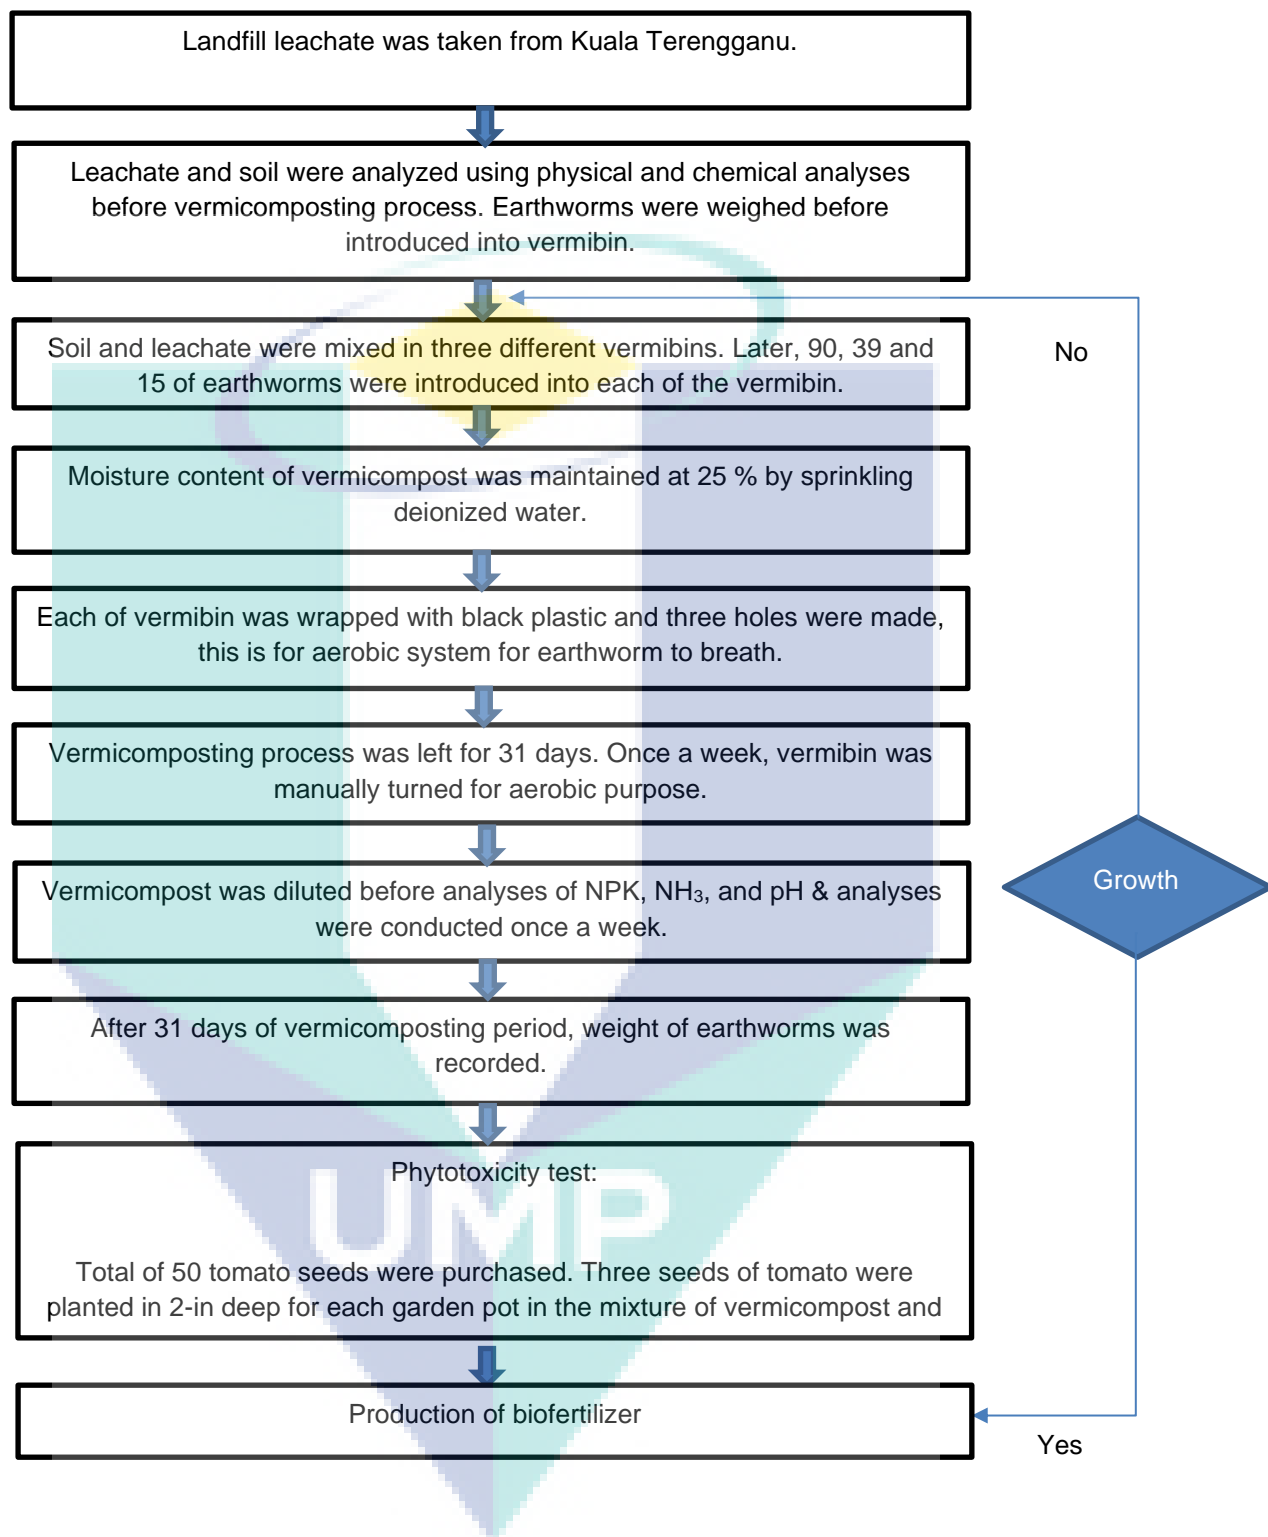 Landfill leachate was taken from Kuala Terengganu.
Leachate and soil were analyzed using physical and chemical analyses
before vermicomposting process. Earthworms were weighed before
introduced into vermibin.
Soil and leachate were mixed in three different vermibins. Later, 90, 39 and
15 of earthworms were introduced into each of the vermibin.
No
Moisture content of vermicompost was maintained at 25 % by sprinkling
deionized water.
Each of vermibin was wrapped with black plastic and three holes were made,
this is for aerobic system for earthworm to breath.
Vermicomposting process was left for 31 days. Once a week, vermibin was
manually turned for aerobic purpose.
Vermicompost was diluted before analyses of NPK, NH₃, and pH & analyses
were conducted once a week.
Growth
After 31 days of vermicomposting period, weight of earthworms was
recorded.
Phytotoxicity test:
UMP
Total of 50 tomato seeds were purchased. Three seeds of tomato were
planted in 2-in deep for each garden pot in the mixture of vermicompost and
Production of biofertilizer
Yes